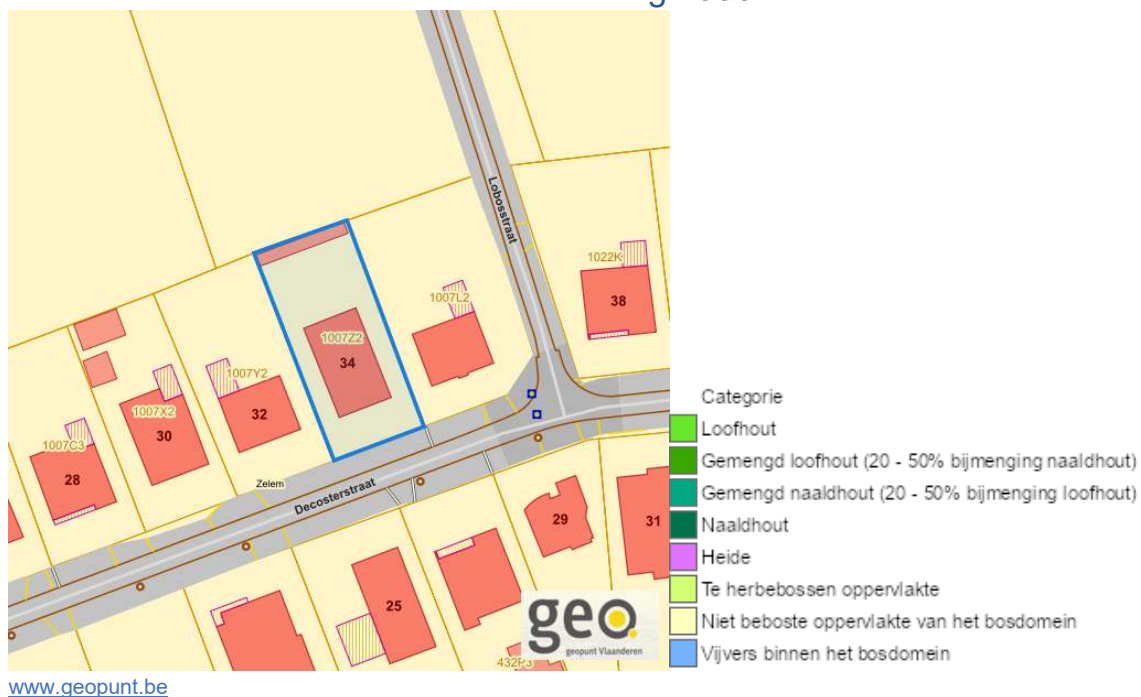 Lobosstraat
1022K
38
1007L2
1007Z2
34
1007Y2
32
1007X2
30
1007C3
28
Zelem
Decosterstraat
29
31
25
432P3
geo.
geopunt Vlaanderen
Categorie
Loofhout
Gemengd loofhout (20 - 50% bijmenging naaldhout)
Gemengd naaldhout (20 - 50% bijmenging loofhout)
Naaldhout
Heide
Te herbebossen oppervlakte
Niet beboste oppervlakte van het bosdomein
Vijvers binnen het bosdomein
www.geopunt.be